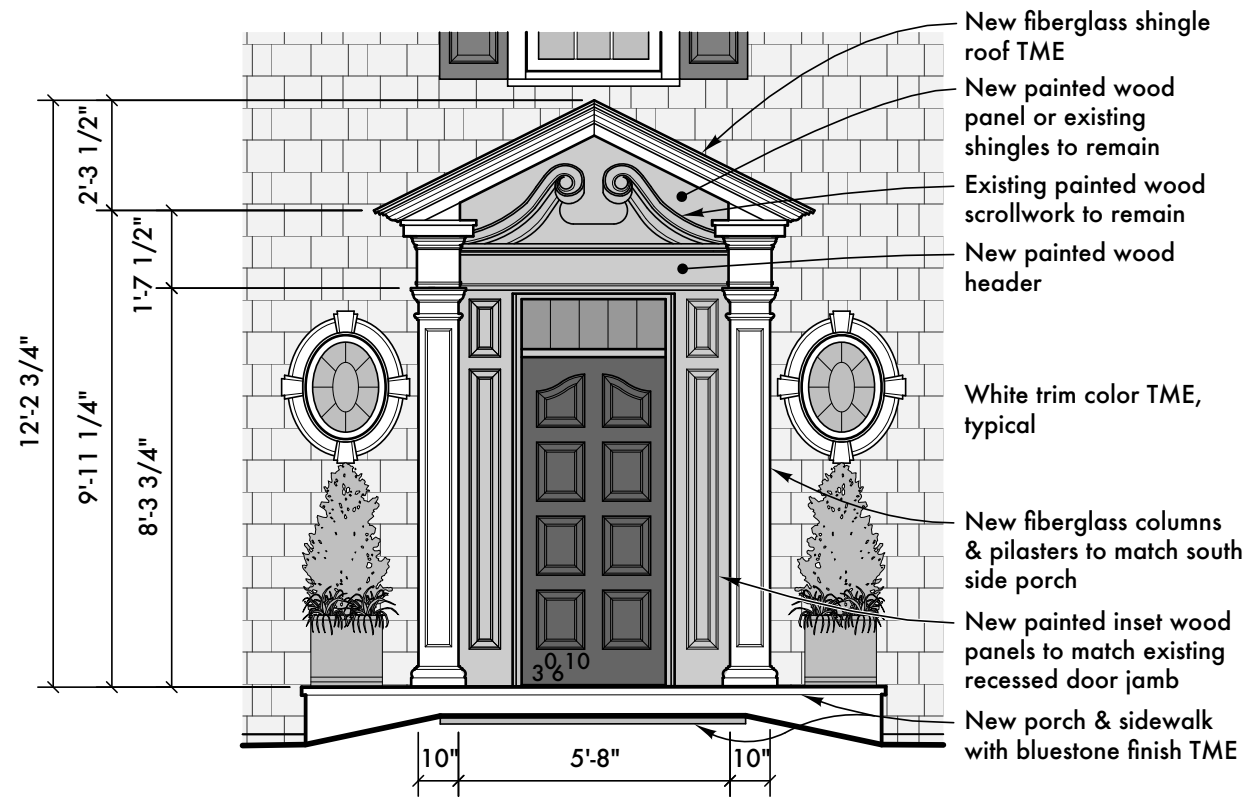 New fiberglass shingle
roof TME
New painted wood
panel or existing
shingles to remain
Existing painted wood
scrollwork to remain
New painted wood
header
White trim color TME,
typical
New fiberglass columns
& pilasters to match south
side porch
New painted inset wood
panels to match existing
recessed door jamb
New porch & sidewalk
with bluestone finish TME
12'-2 3/4"
2'-3 1/2"
9'-11 1/4"
1'-7 1/2"
8'-3 3/4"
3 0 6 10
10"
5'-8"
10"